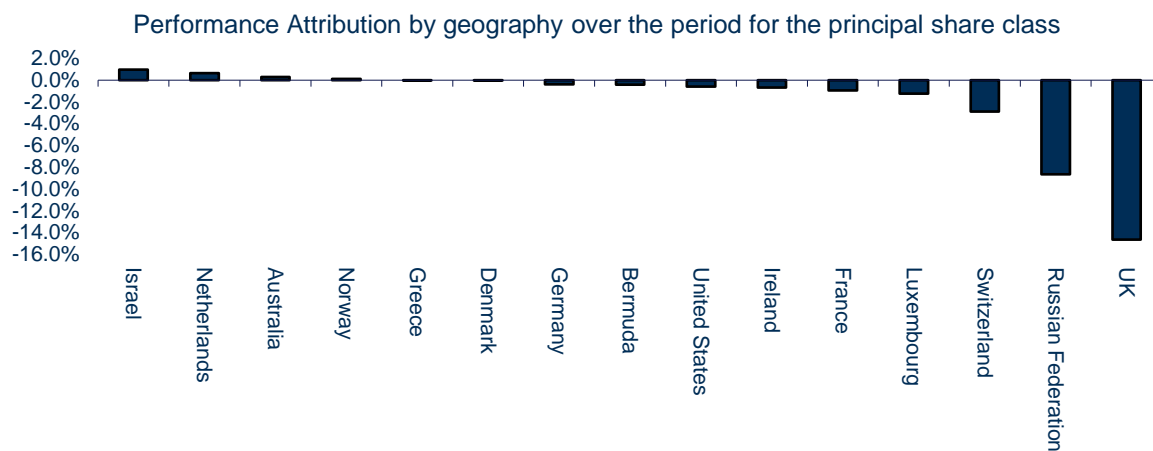 Performance Attribution by geography over the period for the principal share class
2.0%
0.0%
-2.0%
-4.0%
-6.0%
-8.0%
-10.0%
-12.0%
-14.0%
-16.0%
Israel
Netherlands
Australia
Norway
Greece
Denmark
Germany
Bermuda
United States
Ireland
France
Luxembourg
Switzerland
Russian Federation
UK